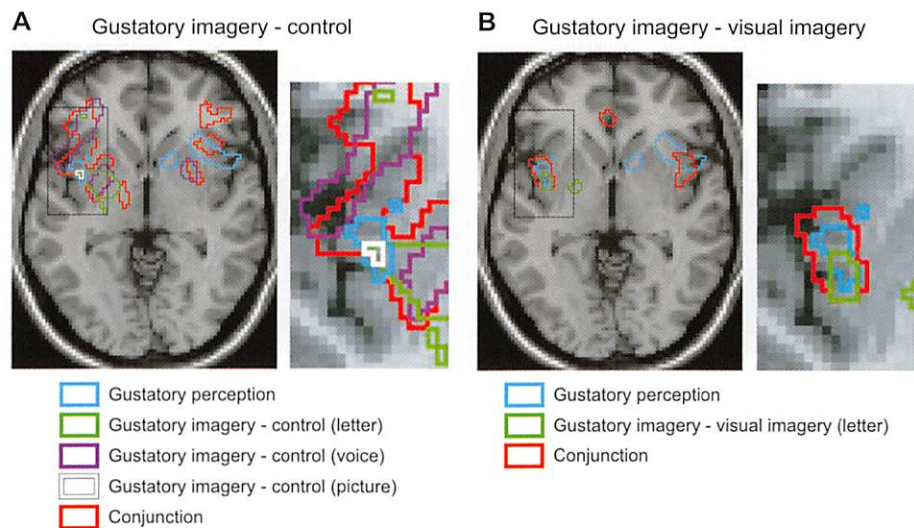 A
Gustatory imagery - control
Gustatory perception
Gustatory imagery - control (letter)
Gustatory imagery - control (voice)
Gustatory imagery - control (picture)
Conjunction
B
Gustatory imagery - visual imagery
Gustatory perception
Gustatory imagery - visual imagery (letter)
Conjunction